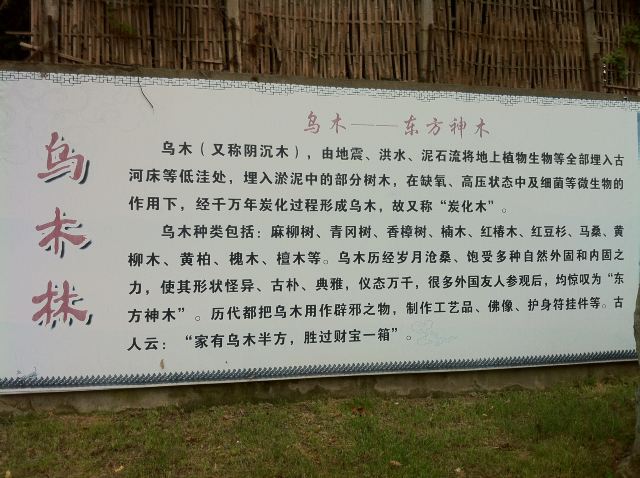 乌木林
乌木——东方神木
乌木（又称阴沉木），由地震、洪水、泥石流将地上植物生物等全部埋入古
河床等低洼处，埋入淤泥中的部分树木，在缺氧、高压状态中及细菌等微生物的
作用下，经千万年炭化过程形成乌木，故又称“炭化木”。
乌木种类包括：麻柳树、青冈树、香樟树、楠木、红椿木、红豆杉、马桑、黄
柳木、黄柏、槐木、檀木等。乌木历经岁月沧桑、饱受多种自然外固和内固之
力，使其形状怪异、古朴、典雅，仪态万千，很多外国友人参观后，均惊叹为“东
方神木”。历代都把乌木用作辟邪之物，制作工艺品、佛像、护身符挂件等。古
人云：“家有乌木半方，胜过财宝一箱”。